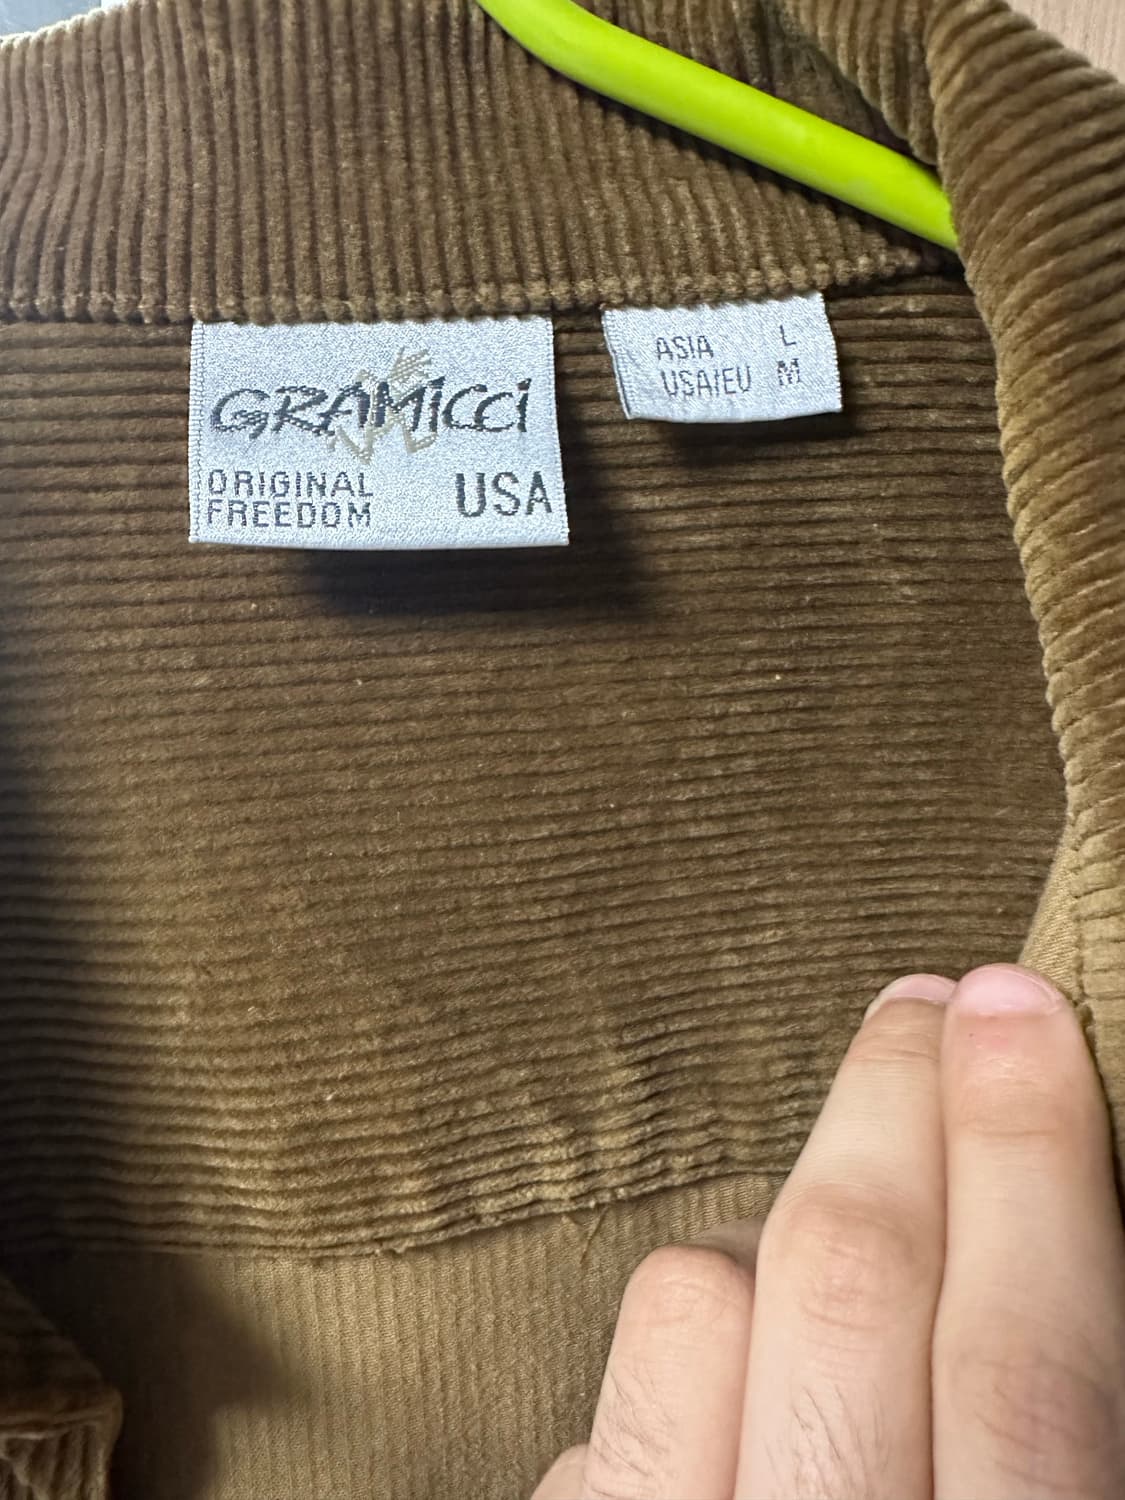 GRAMiCCi
ORIGINAL
FREEDOM
USA
ASIA L
USA/EU M